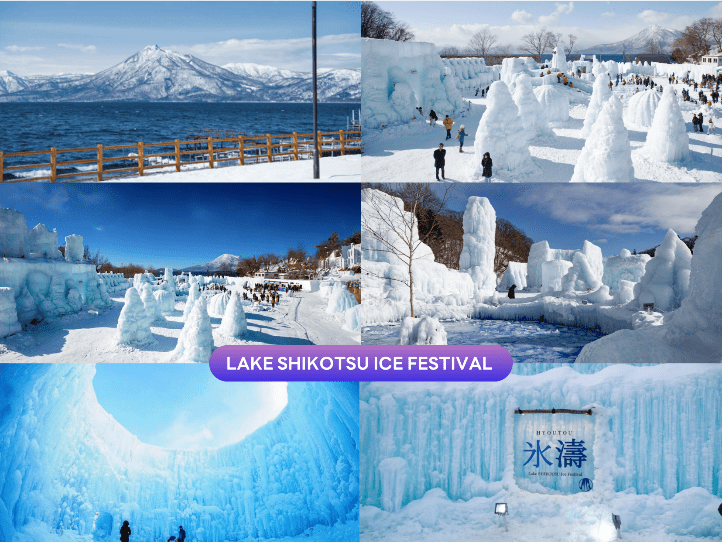 LAKE SHIKOTSU ICE FESTIVAL
HYOUTOU
氷濤
Lake SHIKOTSU Ice Festival